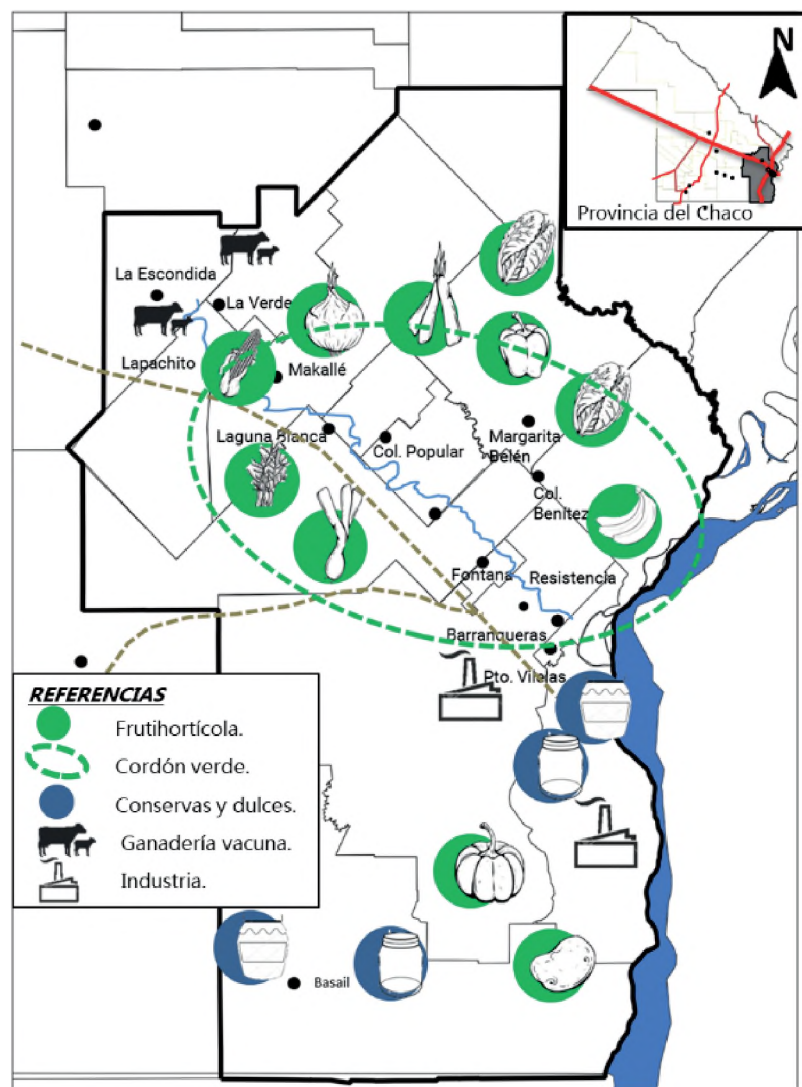 N
Provincia del Chaco
La Escondida
La Verde
Lapachito
Makallé
Laguna Blanca
Col. Popular
Margarita
Belén
Col.
Benítez
Fontana
Resistencia
Barranqueras
Pto. Vilelas
REFERENCIAS
Frutihortícola.
Cordón verde.
Conservas y dulces.
Ganadería vacuna.
Industria.
Basail